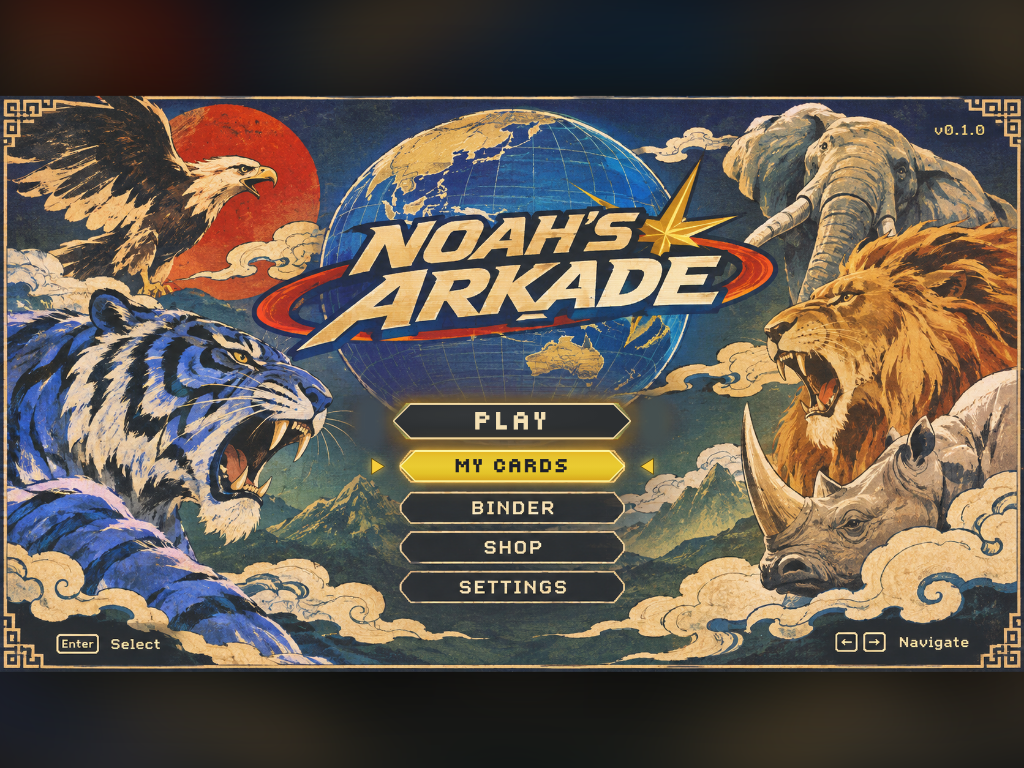 v0.1.0
NOAH'S
ARKADE
PLAY
MY CARDS
BINDER
SHOP
SETTINGS
Enter Select
← → Navigate